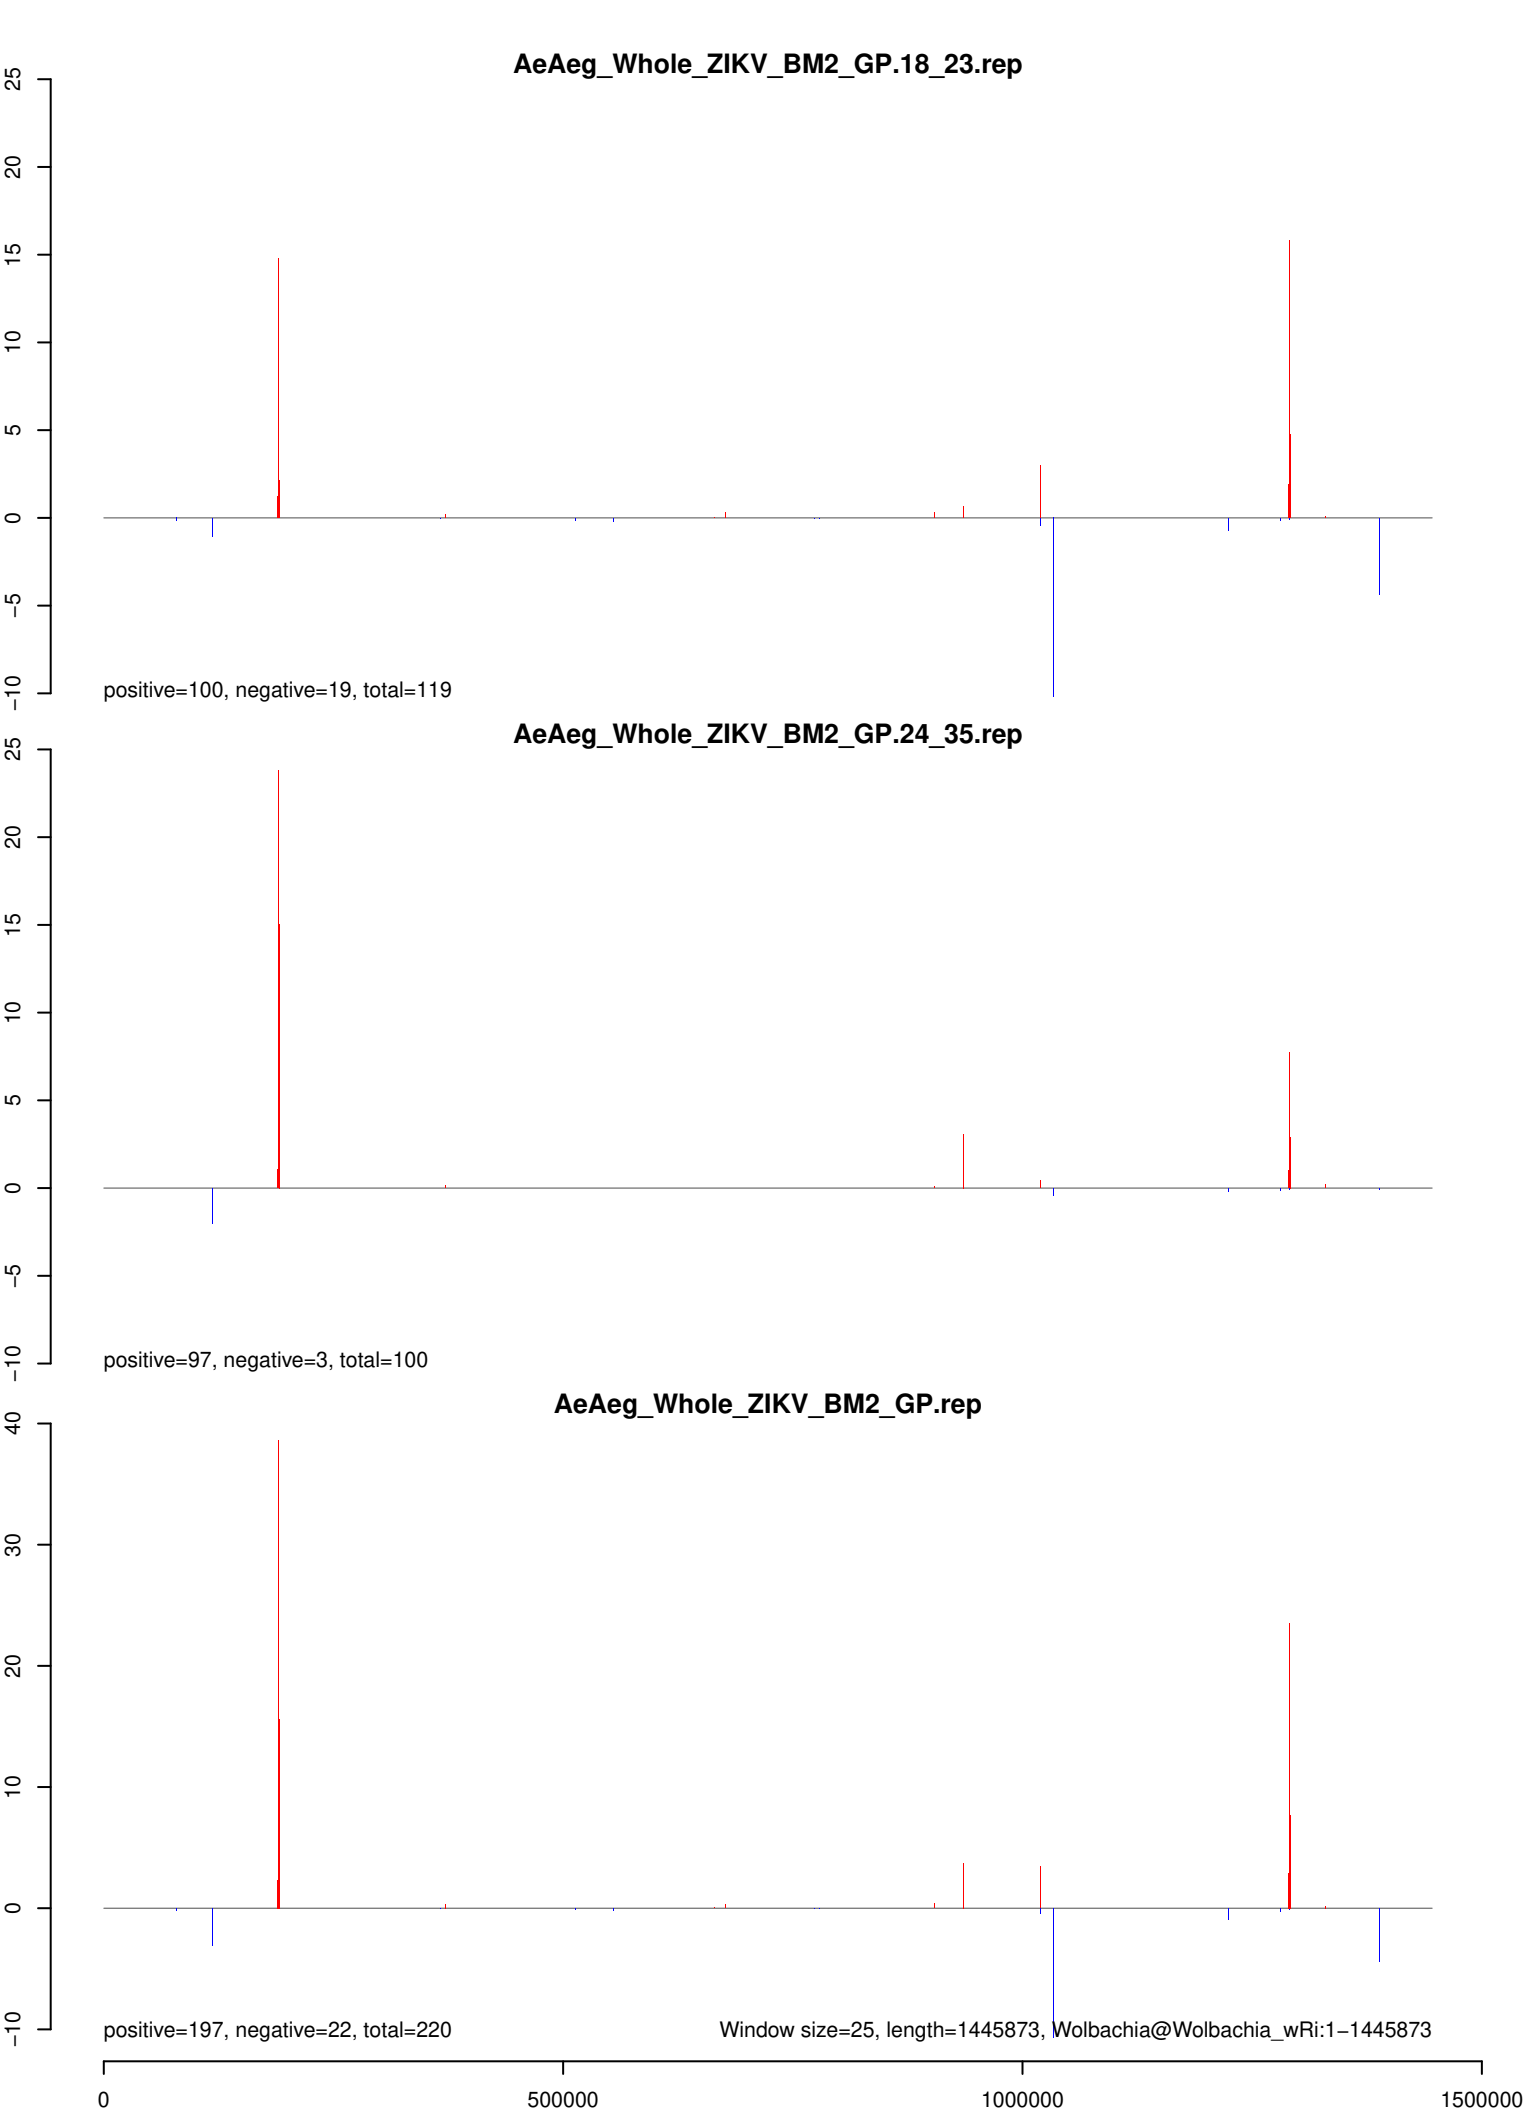 AeAeg_Whole_ZIKV_BM2_GP.18_23.rep
25
20
15
10
5
0
−5
−10
positive=100, negative=19, total=119
AeAeg_Whole_ZIKV_BM2_GP.24_35.rep
25
20
15
10
5
0
−5
−10
positive=97, negative=3, total=100
AeAeg_Whole_ZIKV_BM2_GP.rep
40
30
20
10
0
−10
positive=197, negative=22, total=220
Window size=25, length=1445873, Wolbachia@Wolbachia_wRi:1−1445873
0 500000 1000000 1500000